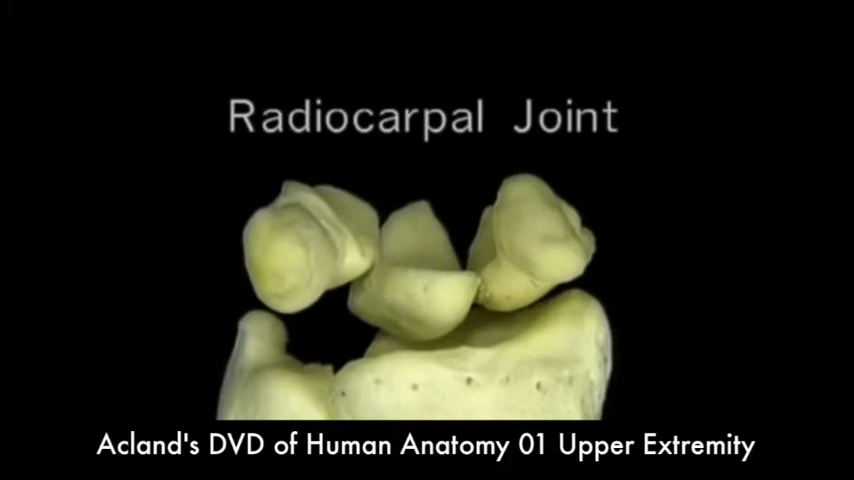 Radiocarpal Joint
Acland's DVD of Human Anatomy 01 Upper Extremity